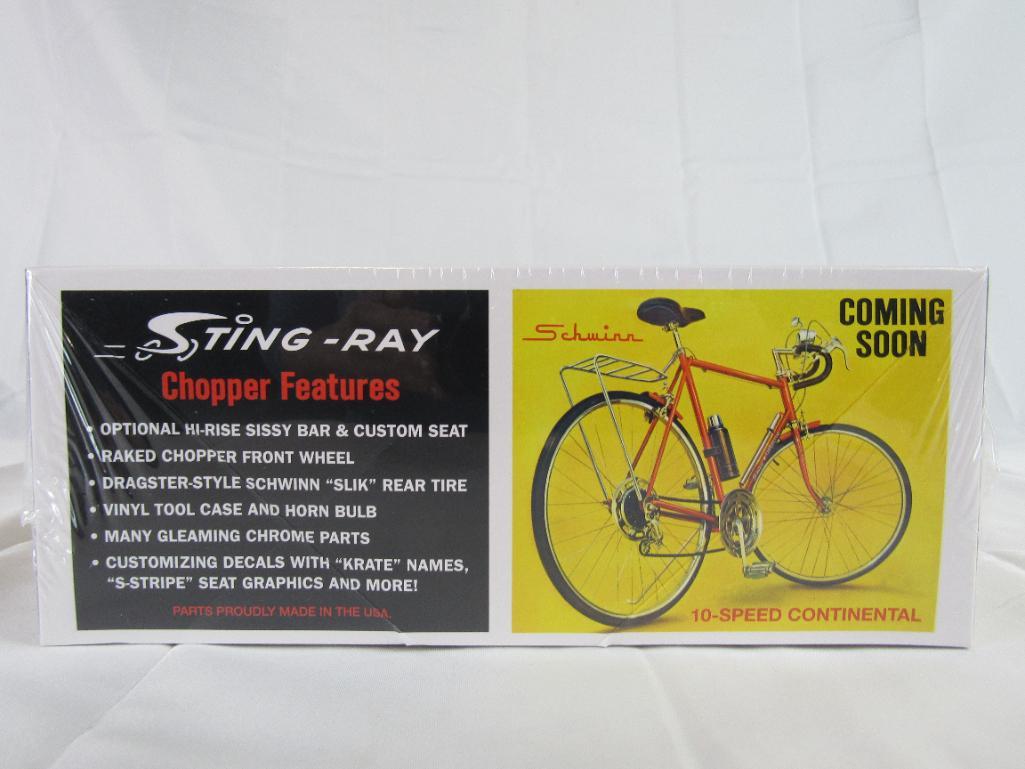 STING-RAY
Chopper Features
• OPTIONAL HI-RISE SISSY BAR & CUSTOM SEAT
• RAKED CHOPPER FRONT WHEEL
• DRAGSTER-STYLE SCHWINN “SLIK” REAR TIRE
• VINYL TOOL CASE AND HORN BULB
• MANY GLEAMING CHROME PARTS
• CUSTOMIZING DECALS WITH “KRATE” NAMES,
“S-STRIPE” SEAT GRAPHICS AND MORE!
PARTS PROUDLY MADE IN THE USA.
Schwinn
COMING
SOON
10-SPEED CONTINENTAL